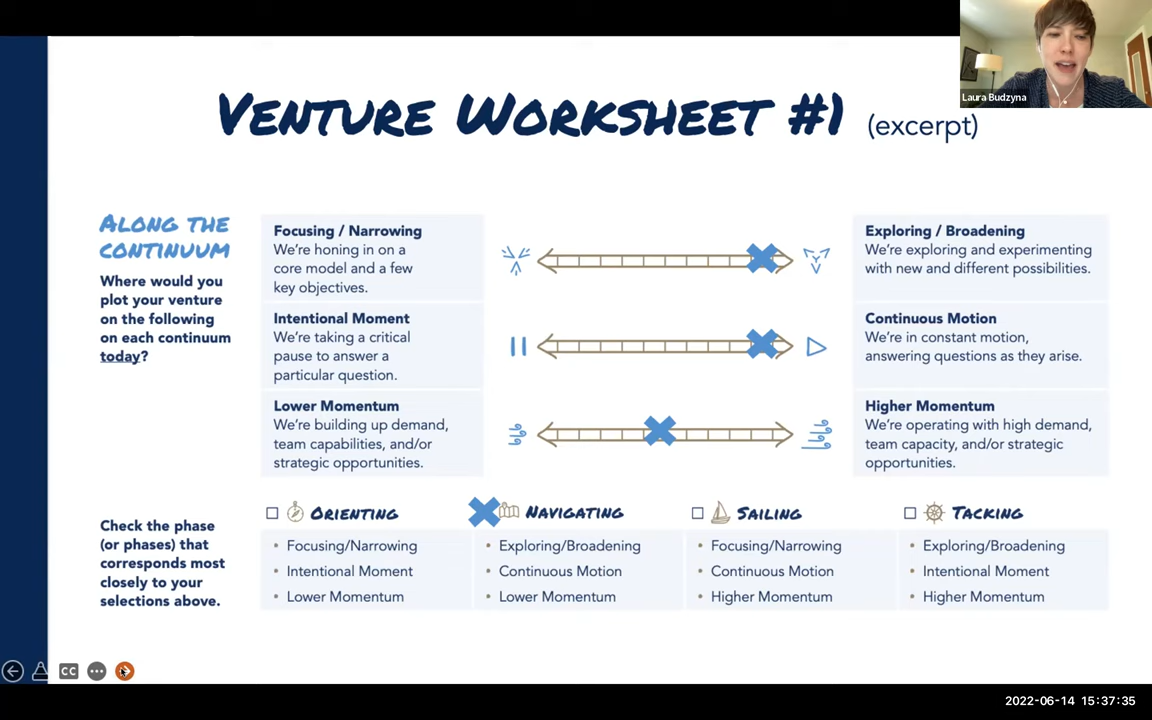 Laura Budzyna
VENTURE WORKSHEET #1 (excerpt)
ALONG THE
CONTINUUM
Where would you
plot your venture
on the following
on each continuum
today?
Focusing / Narrowing
We're honing in on a
core model and a few
key objectives.
Exploring / Broadening
We're exploring and experimenting
with new and different possibilities.
Intentional Moment
We're taking a critical
pause to answer a
particular question.
Continuous Motion
We're in constant motion,
answering questions as they arise.
Lower Momentum
We're building up demand,
team capabilities, and/or
strategic opportunities.
Higher Momentum
We're operating with high demand,
team capacity, and/or strategic
opportunities.
Check the phase
(or phases) that
corresponds most
closely to your
selections above.
ORIENTING
• Focusing/Narrowing
• Intentional Moment
• Lower Momentum
NAVIGATING
• Exploring/Broadening
• Continuous Motion
• Lower Momentum
SAILING
• Focusing/Narrowing
• Continuous Motion
• Higher Momentum
TACKING
• Exploring/Broadening
• Intentional Moment
• Higher Momentum
CC
2022-06-14 15:37:35